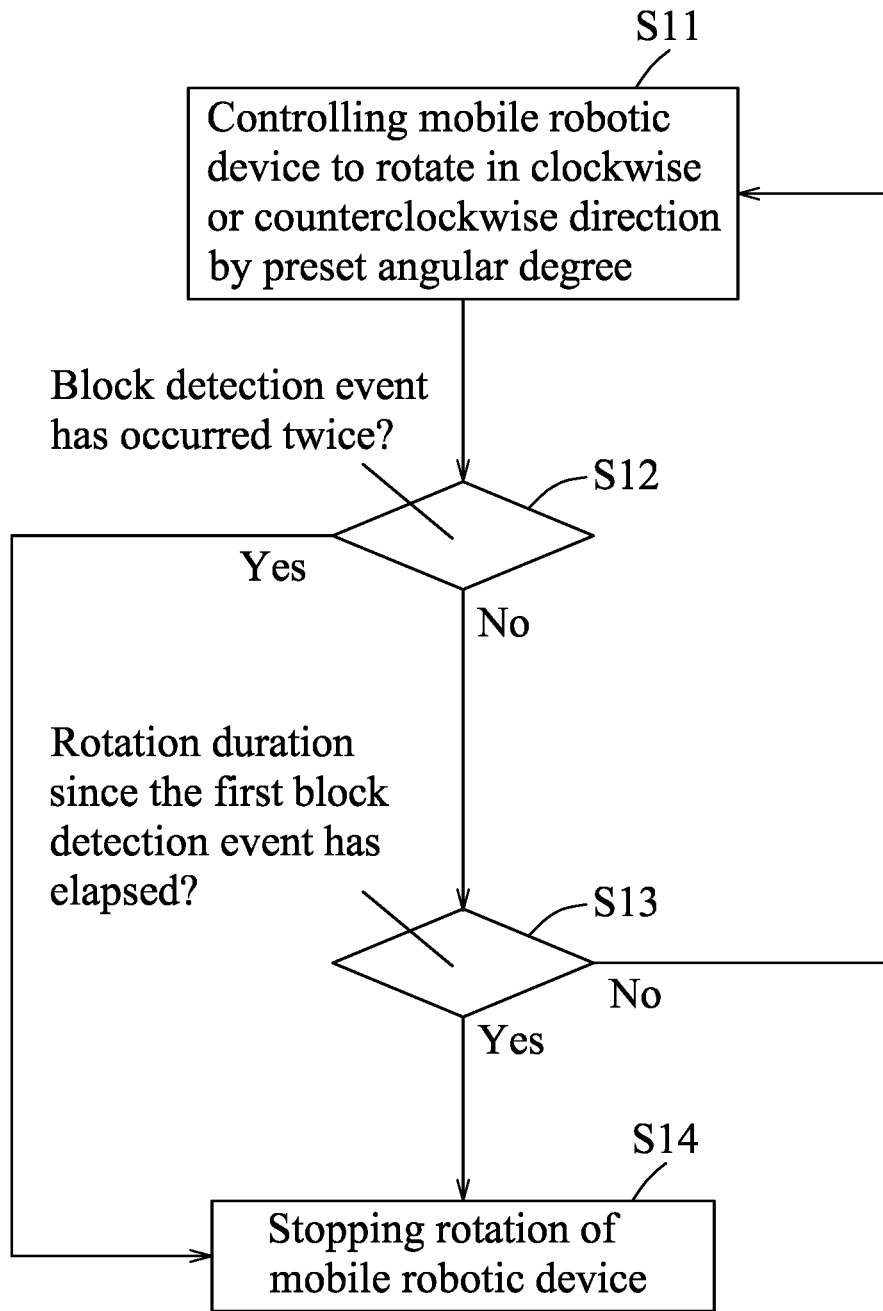 S11
Controlling mobile robotic
device to rotate in clockwise
or counterclockwise direction
by preset angular degree
Block detection event
has occurred twice?
S12
Yes
No
Rotation duration
since the first block
detection event has
elapsed?
S13
No
Yes
S14
Stopping rotation of
mobile robotic device